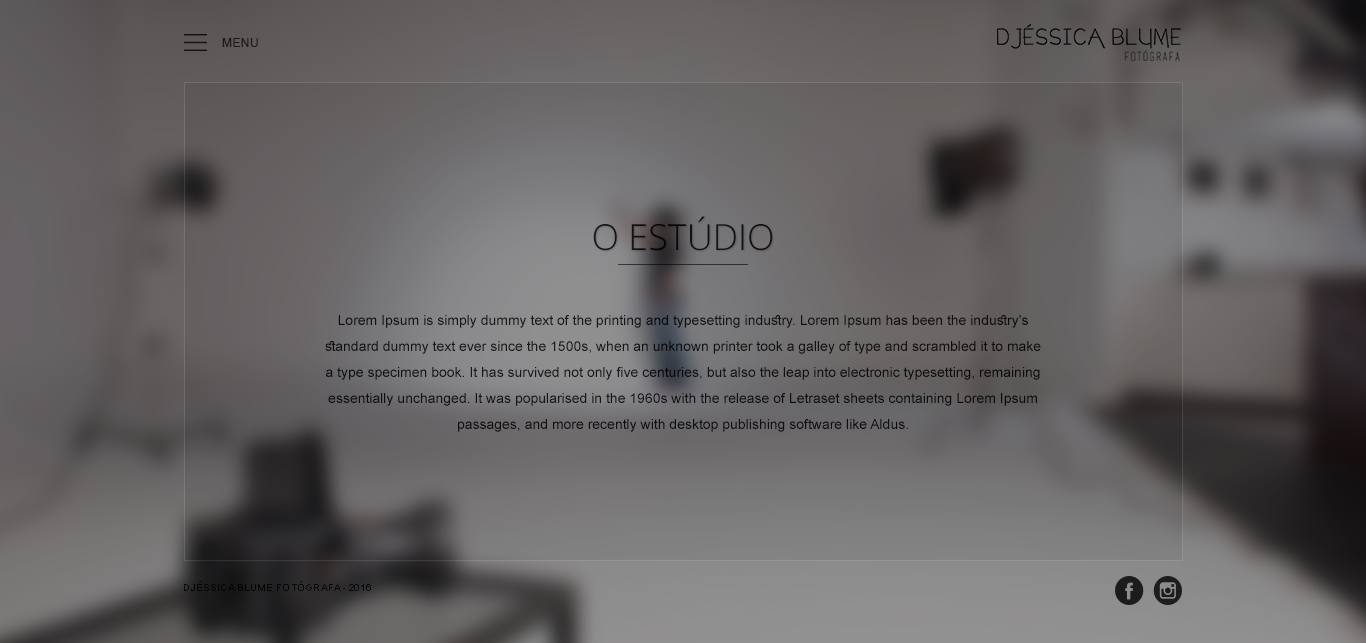 MENU
DJÉSSICA BLUME
FOTÓGRAFA
O ESTÚDIO
Lorem Ipsum is simply dummy text of the printing and typesetting industry. Lorem Ipsum has been the industry's
standard dummy text ever since the 1500s, when an unknown printer took a galley of type and scrambled it to make
a type specimen book. It has survived not only five centuries, but also the leap into electronic typesetting, remaining
essentially unchanged. It was popularised in the 1960s with the release of Letraset sheets containing Lorem Ipsum
passages, and more recently with desktop publishing software like Aldus.
DJÉSSICA BLUME FOTÓGRAFA - 2016